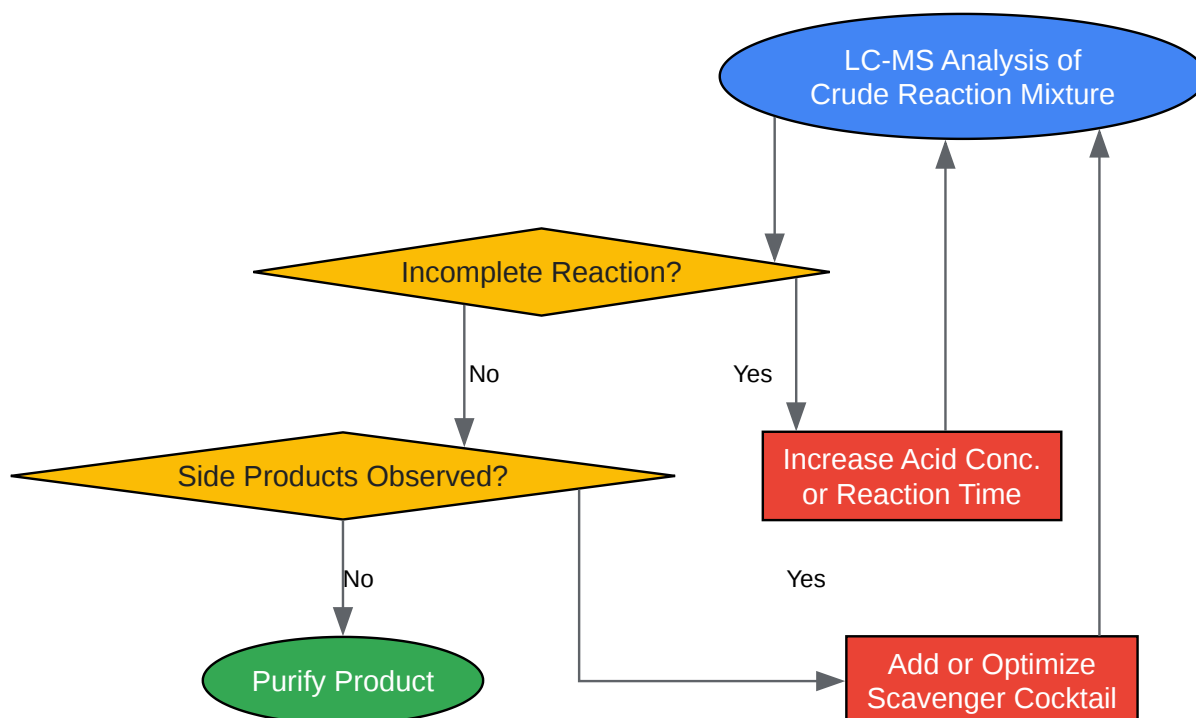 LC-MS Analysis of
Crude Reaction Mixture
Incomplete Reaction?
No
Yes
Side Products Observed?
Increase Acid Conc.
or Reaction Time
No
Yes
Purify Product
Add or Optimize
Scavenger Cocktail